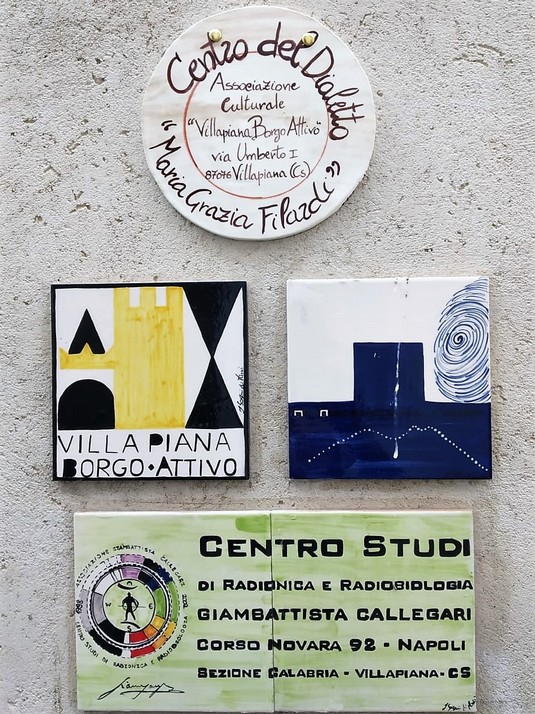 Centro del Dialetto
Associazione
Culturale
"Villapiana Borgo Attivo"
via Umberto I
87076 Villapiana (Cs)
"Maria Grazia Filardi"
VILLA PIANA
BORGO • ATTIVO
CENTRO STUDI
DI RADIONICA E RADIOBIOLOGIA
GIAMBATTISTA CALLEGARI
CORSO NOVARA 92 - NAPOLI
SEZIONE CALABRIA - VILLAPIANA - CS
ASSOCIAZIONE GIAMBATTISTA CALLEGARI
CENTRO STUDI DI RADIONICA E RADIOBIOLOGIA